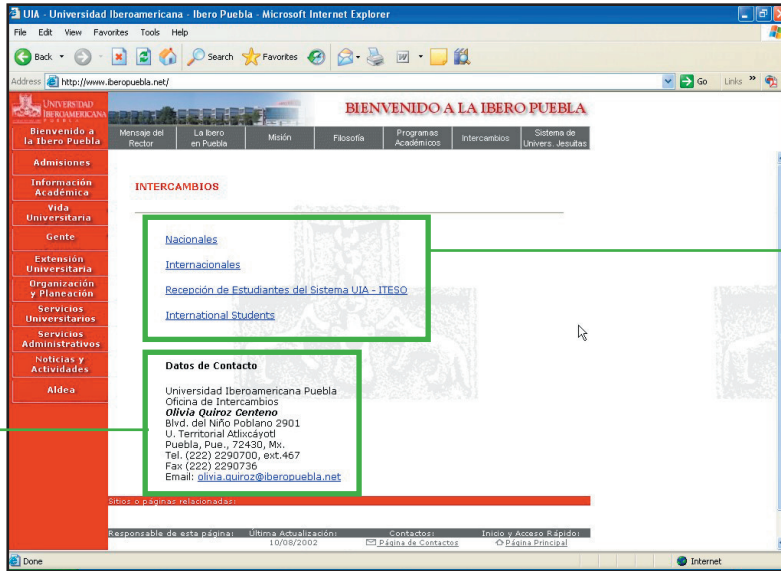 UIA - Universidad Iberoamericana - Ibero Puebla - Microsoft Internet Explorer
File Edit View Favorites Tools Help
Back Search Favorites
Address http://www.iberopuebla.net/ Go Links
UNIVERSIDAD
IBEROAMERICANA
PUEBLA
BIENVENIDO A LA IBERO PUEBLA
Mensaje del Rector
La Ibero en Puebla
Misión
Filosofía
Programas Académicos
Intercambios
Sistema de Univers. Jesuitas
Bienvenido a
la Ibero Puebla
Admisiones
Información
Académica
Vida
Universitaria
Gente
Extensión
Universitaria
Organización
y Planeación
Servicios
Universitarios
Servicios
Administrativos
Noticias y
Actividades
Aldea
INTERCAMBIOS
Nacionales
Internacionales
Recepción de Estudiantes del Sistema UIA - ITESO
International Students
Datos de Contacto
Universidad Iberoamericana Puebla
Oficina de Intercambios
Olivia Quiroz Centeno
Blvd. del Niño Poblano 2901
U. Territorial Atlixcáyotl
Puebla, Pue., 72430, Mx.
Tel. (222) 2290700, ext.467
Fax (222) 2290736
Email: olivia.quiroz@iberopuebla.net
Sitios o páginas relacionadas:
Responsable de esta página: Última Actualización: Contactos: Inicio y Acceso Rápido:
10/08/2002 Página de Contactos Página Principal
Done Internet